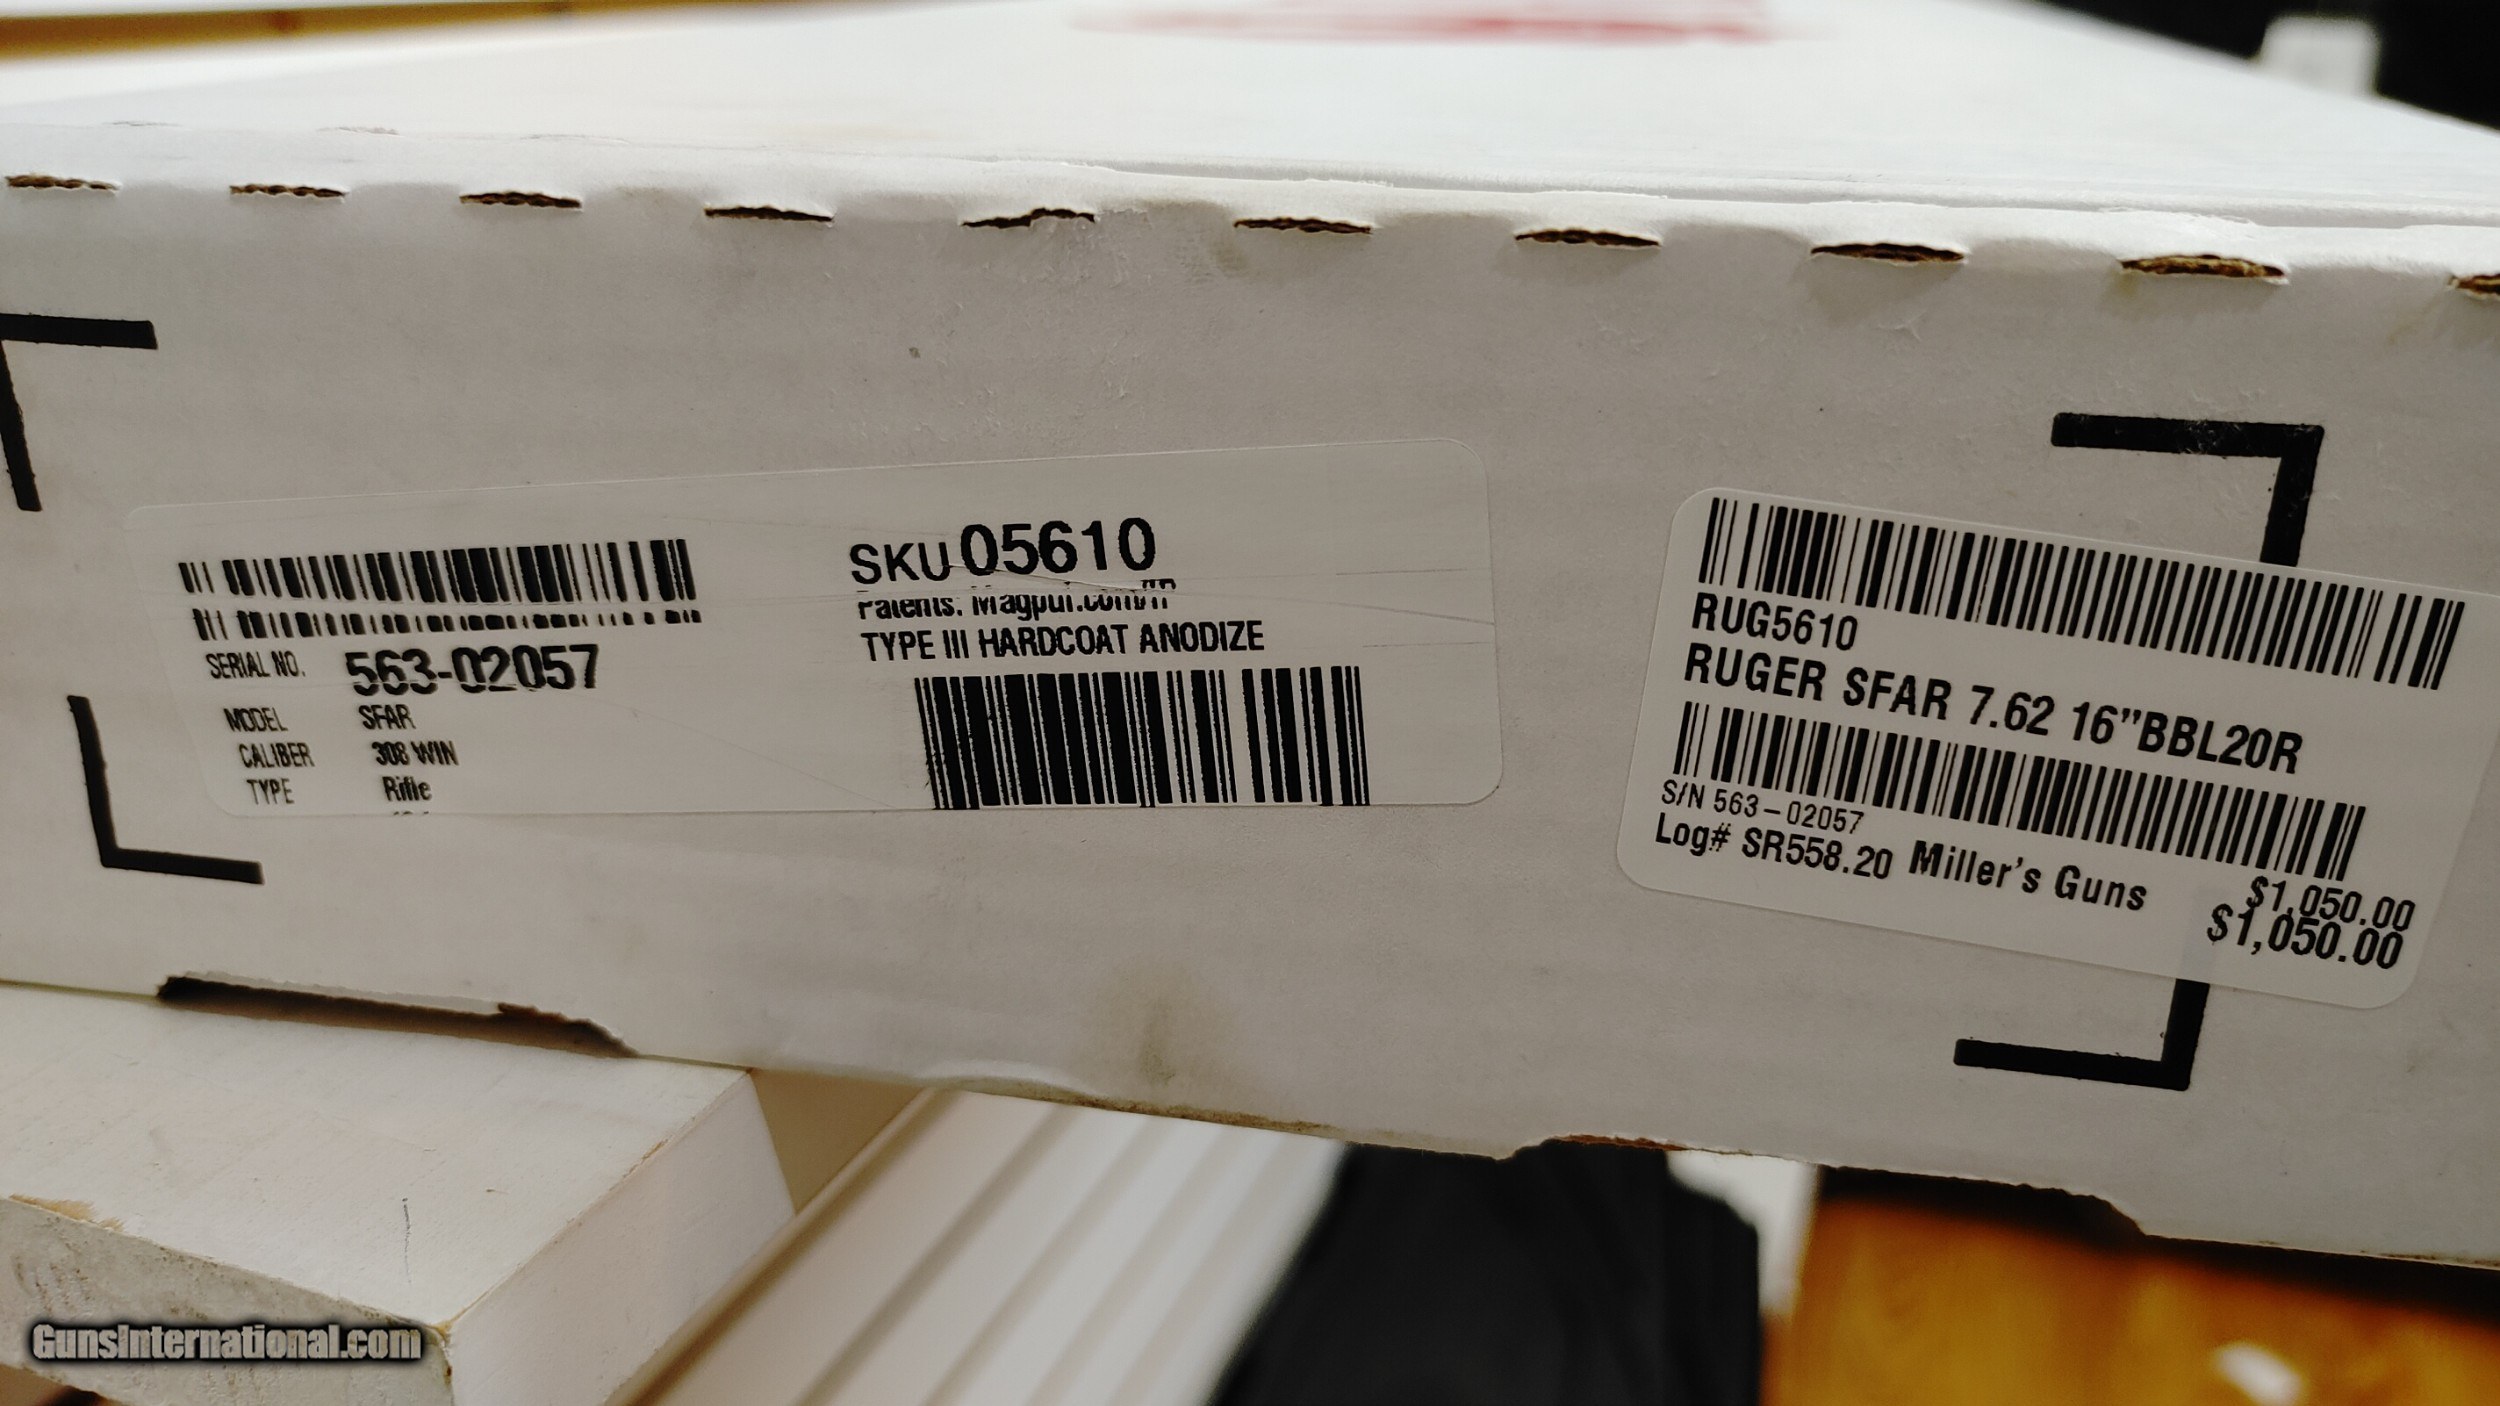 SKU 05610
Patents: Magpul.com/
TYPE III HARDCOAT ANODIZE
SERIAL NO. 563-02057
MODEL SFAR
CALIBER 308 WIN
TYPE Rifle
RUG5610
RUGER SFAR 7.62 16”BBL20R
S/N 563-02057
Log# SR558.20 Miller's Guns
$1,050.00
$1,050.00
GunsInternational.com